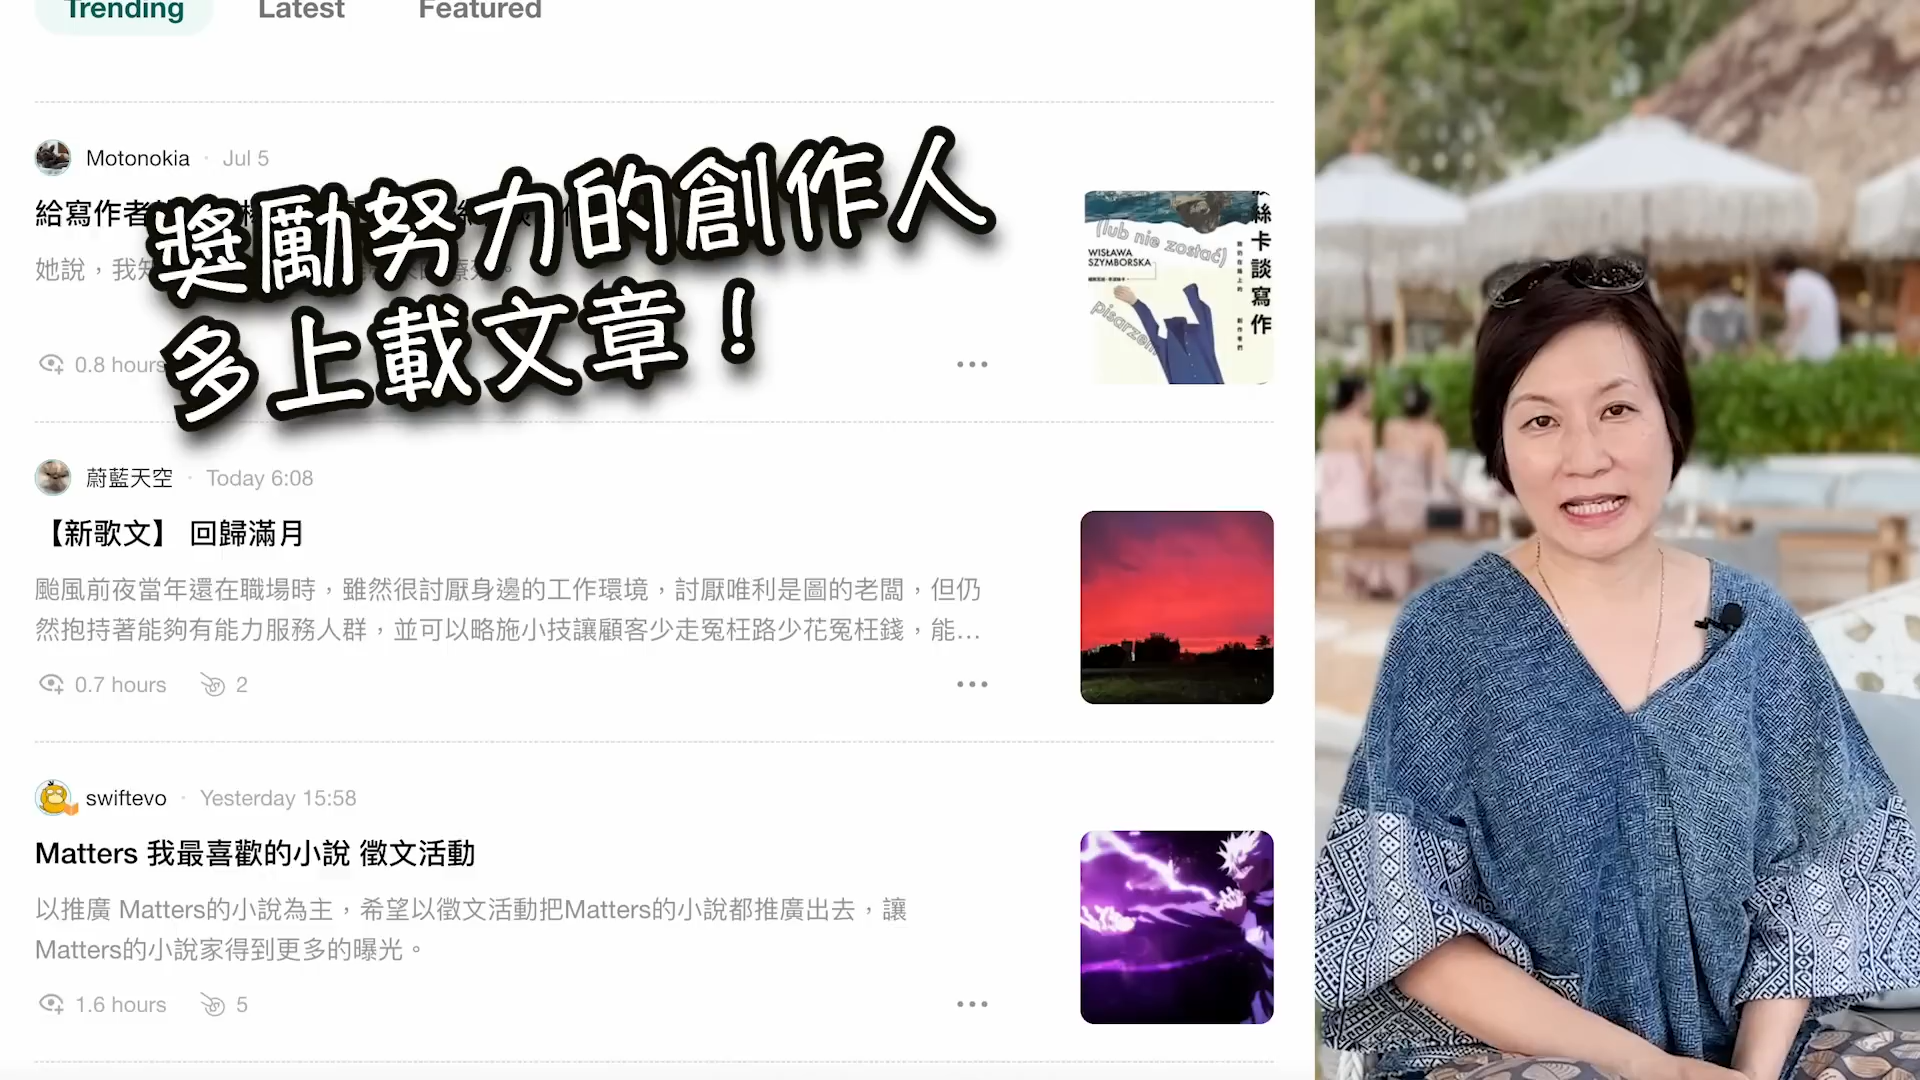 Trending
Latest
Featured
Motonokia · Jul 5
給寫作者
獎勵努力的創作人
多上載文章！
她說，我
0.8 hours
絲卡談寫作
(lub nie zostać)
WISŁAWA
SZYMBORSKA
pisarzem
蔚藍天空 · Today 6:08
【新歌文】 回歸滿月
颱風前夜當年還在職場時，雖然很討厭身邊的工作環境，討厭唯利是圖的老闆，但仍
然抱持著能夠有能力服務人群，並可以略施小技讓顧客少走冤枉路少花冤枉錢，能...
0.7 hours 2
swiftevo · Yesterday 15:58
Matters 我最喜歡的小說 徵文活動
以推廣 Matters的小說為主，希望以徵文活動把Matters的小說都推廣出去，讓
Matters的小說家得到更多的曝光。
1.6 hours 5